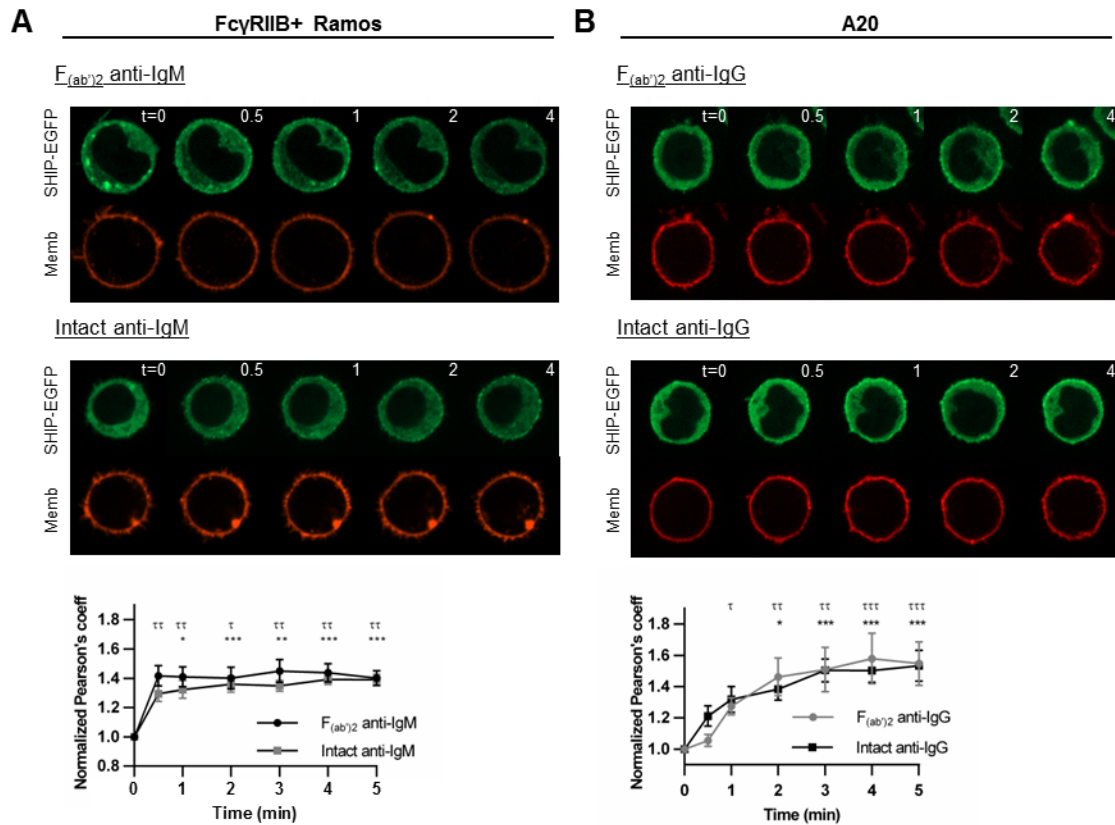 A FcγRIIB+ Ramos
F(ab')2 anti-IgM
SHIP-EGFP t=0 0.5 1 2 4
Memb
Intact anti-IgM
SHIP-EGFP t=0 0.5 1 2 4
Memb
Normalized Pearson's coeff
1.8
1.6
1.4
1.2
1.0
0.8
ττ ττ τ ττ ττ ττ
* *** ** *** ***
F(ab')2 anti-IgM
Intact anti-IgM
0 1 2 3 4 5
Time (min)
B A20
F(ab')2 anti-IgG
SHIP-EGFP t=0 0.5 1 2 4
Memb
Intact anti-IgG
SHIP-EGFP t=0 0.5 1 2 4
Memb
Normalized Pearson's coeff
1.8
1.6
1.4
1.2
1.0
τ ττ ττ τττ τττ
* *** *** ***
F(ab')2 anti-IgG
Intact anti-IgG
0 1 2 3 4 5
Time (min)